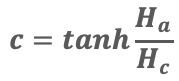 c = tanh H_a / H_c